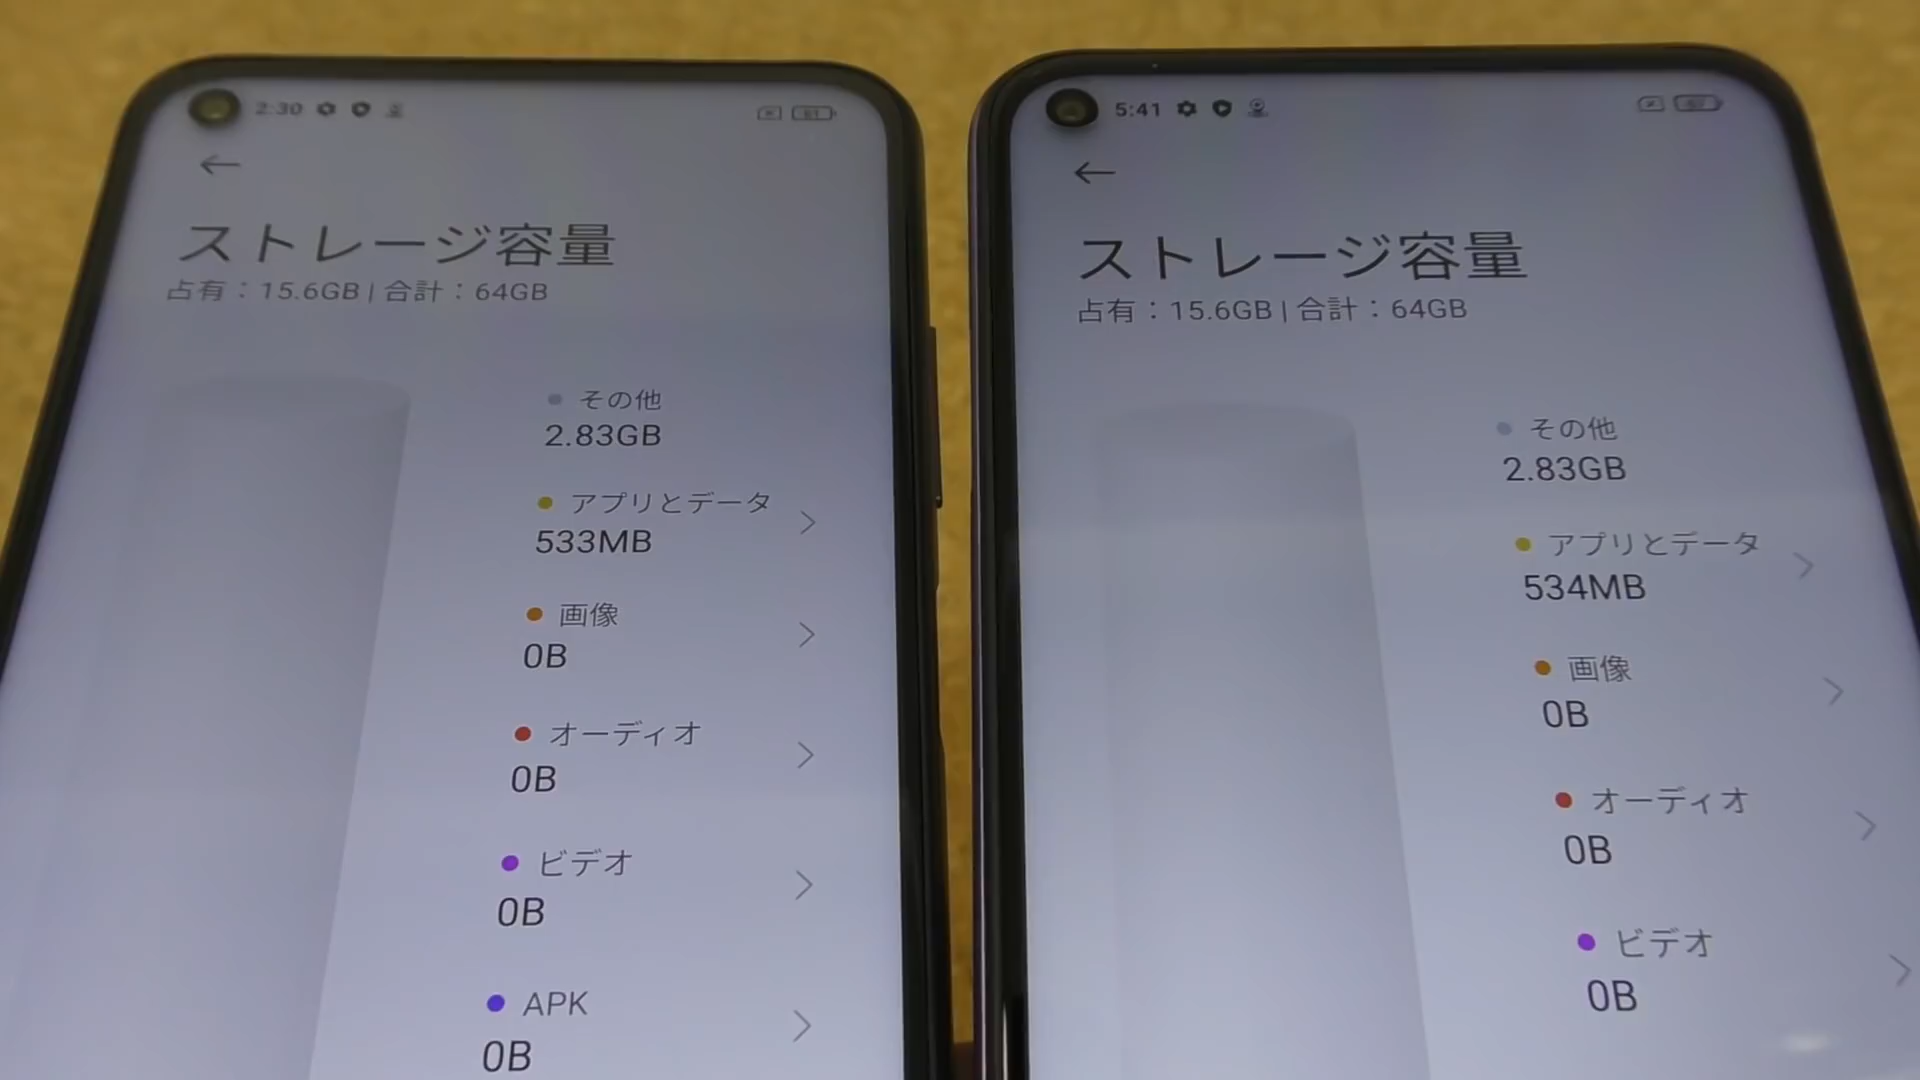 2:30
ストレージ容量
占有：15.6GB | 合計：64GB
その他
2.83GB
アプリとデータ
533MB
画像
0B
オーディオ
0B
ビデオ
0B
APK
0B
5:41
ストレージ容量
占有：15.6GB | 合計：64GB
その他
2.83GB
アプリとデータ
534MB
画像
0B
オーディオ
0B
ビデオ
0B